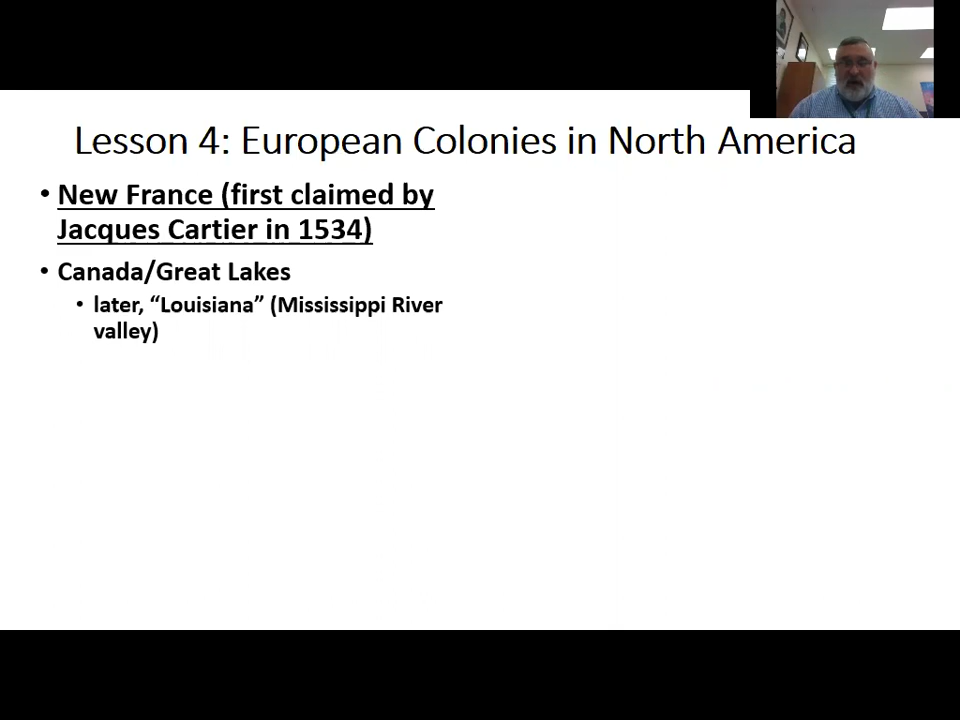 Lesson 4: European Colonies in North America
• New France (first claimed by
Jacques Cartier in 1534)
• Canada/Great Lakes
• later, “Louisiana” (Mississippi River
valley)